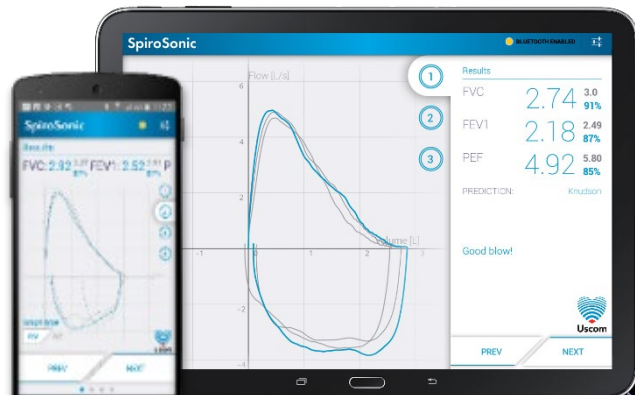 SpiroSonic
BLUETOOTH ENABLED
Flow [L/s]
6
4
2
-1
1
2
3
Volume [L]
-2
-4
1
2
3
Results
FVC 2.74 3.0 91%
FEV1 2.18 2.49 87%
PEF 4.92 5.80 85%
PREDICTION: Knudson
Good blow!
Uscom
PREV NEXT
SpiroSonic
Results
FVC: 2.92 FEV1: 2.52 P
PREV NEXT